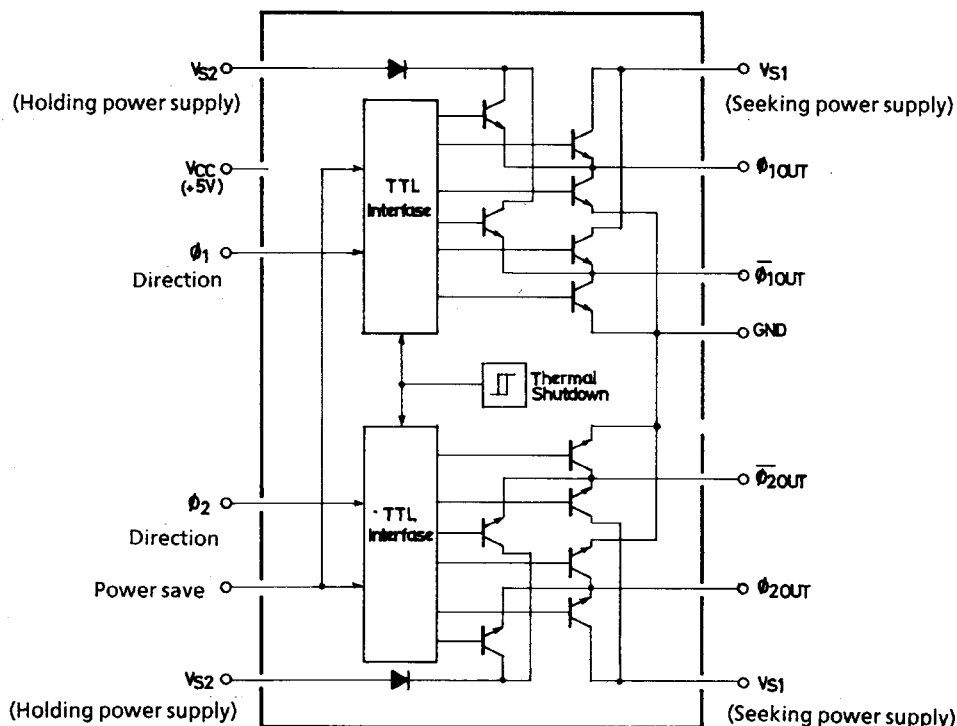 VS2
(Holding power supply)
VCC
(+5V)
ϕ1
Direction
TTL
Interfase
VS1
(Seeking power supply)
ϕ1OUT
ϕ̅1OUT
GND
Thermal
Shutdown
ϕ2
Direction
Power save
TTL
Interfase
ϕ̅2OUT
ϕ2OUT
VS2
(Holding power supply)
VS1
(Seeking power supply)